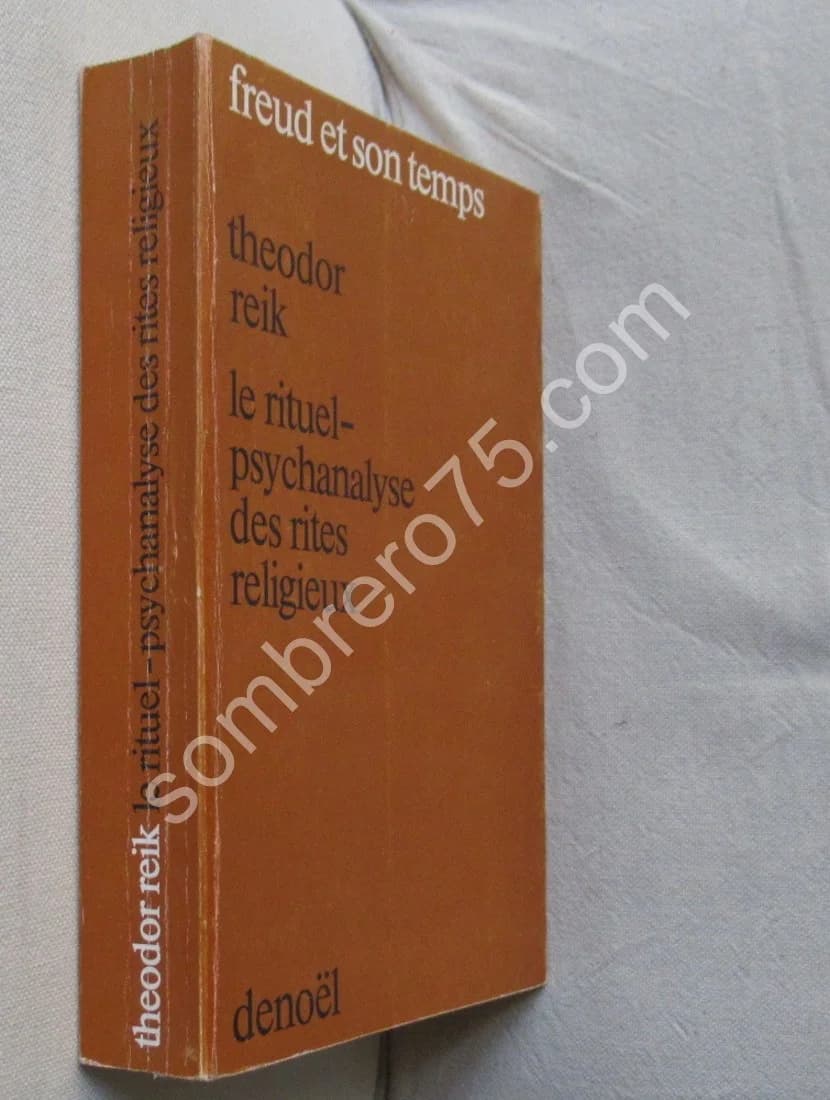 freud et son temps
theodor
reik
le rituel-
psychanalyse
des rites
religieux
denoël
theodor reik le rituel - psychanalyse des rites religieux
sombrero75.com